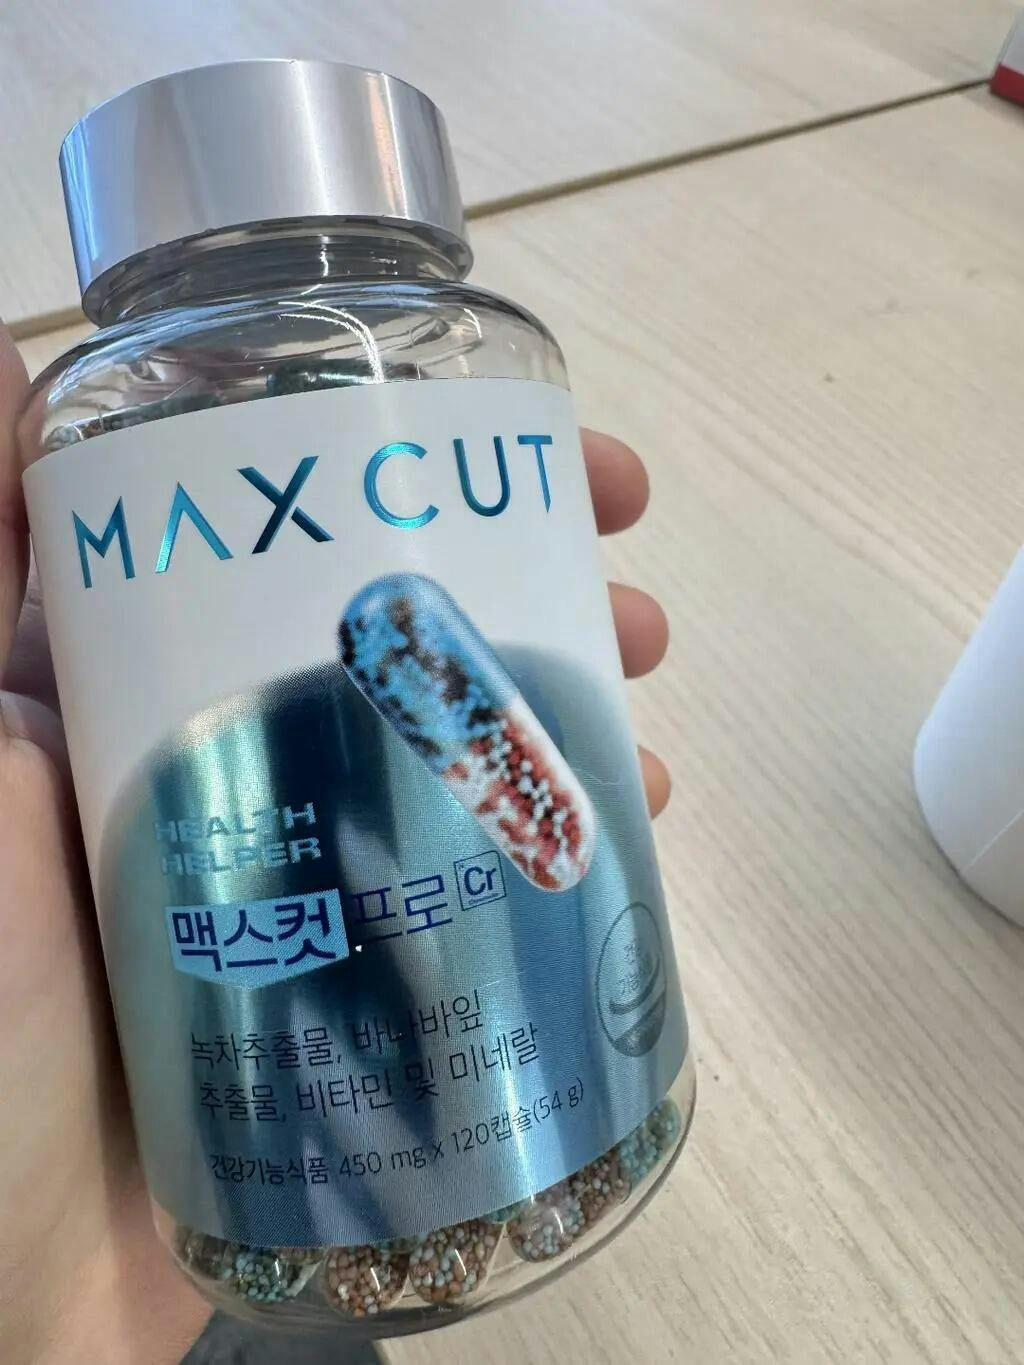 MAX CUT
HEALTH
HELPER
맥스컷 프로 Cr
녹차추출물, 바나바잎
추출물, 비타민 및 미네랄
건강기능식품 450 mg x 120캡슐(54 g)